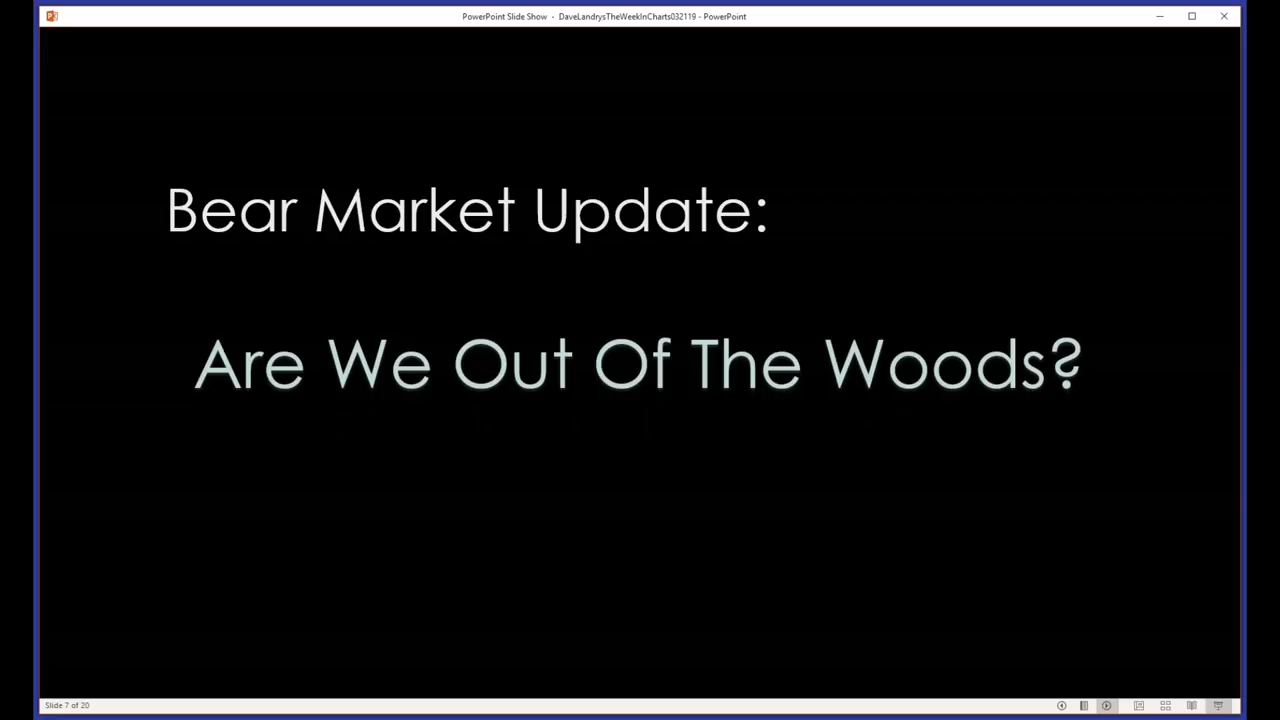 PowerPoint Slide Show - DaveLandrysTheWeekInCharts032119 - PowerPoint
Bear Market Update:
Are We Out Of The Woods?
Slide 7 of 20